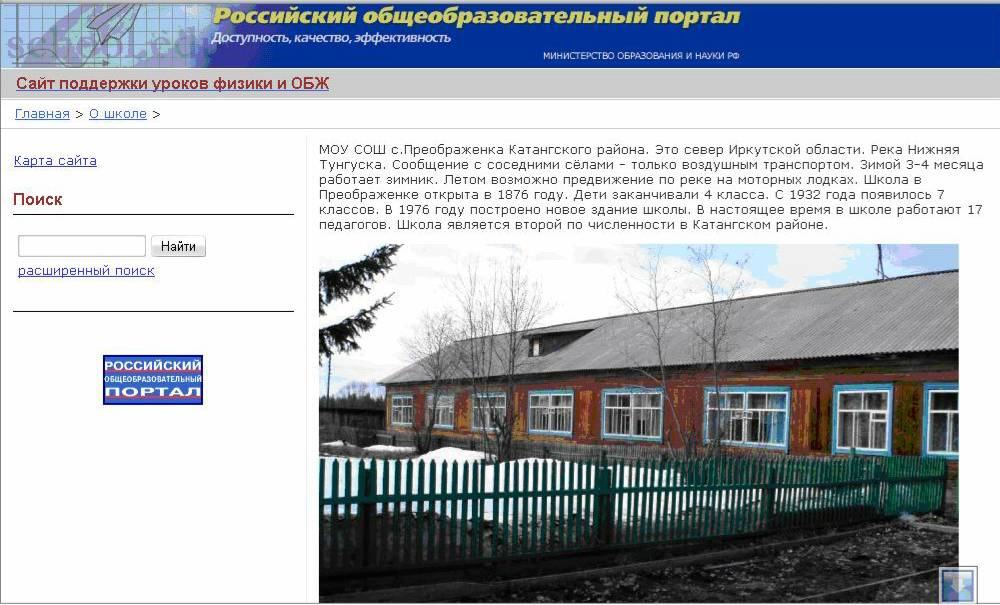 school.edu
Российский общеобразовательный портал
Доступность, качество, эффективность
МИНИСТЕРСТВО ОБРАЗОВАНИЯ И НАУКИ РФ
Сайт поддержки уроков физики и ОБЖ
Главная > О школе >
Карта сайта
Поиск
Найти
расширенный поиск
РОССИЙСКИЙ
ОБЩЕОБРАЗОВАТЕЛЬНЫЙ
ПОРТАЛ
МОУ СОШ с.Преображенка Катангского района. Это север Иркутской области. Река Нижняя
Тунгуска. Сообщение с соседними сёлами – только воздушным транспортом. Зимой 3-4 месяца
работает зимник. Летом возможно предвижение по реке на моторных лодках. Школа в
Преображенке открыта в 1876 году. Дети заканчивали 4 класса. С 1932 года появилось 7
классов. В 1976 году построено новое здание школы. В настоящее время в школе работают 17
педагогов. Школа является второй по численности в Катангском районе.